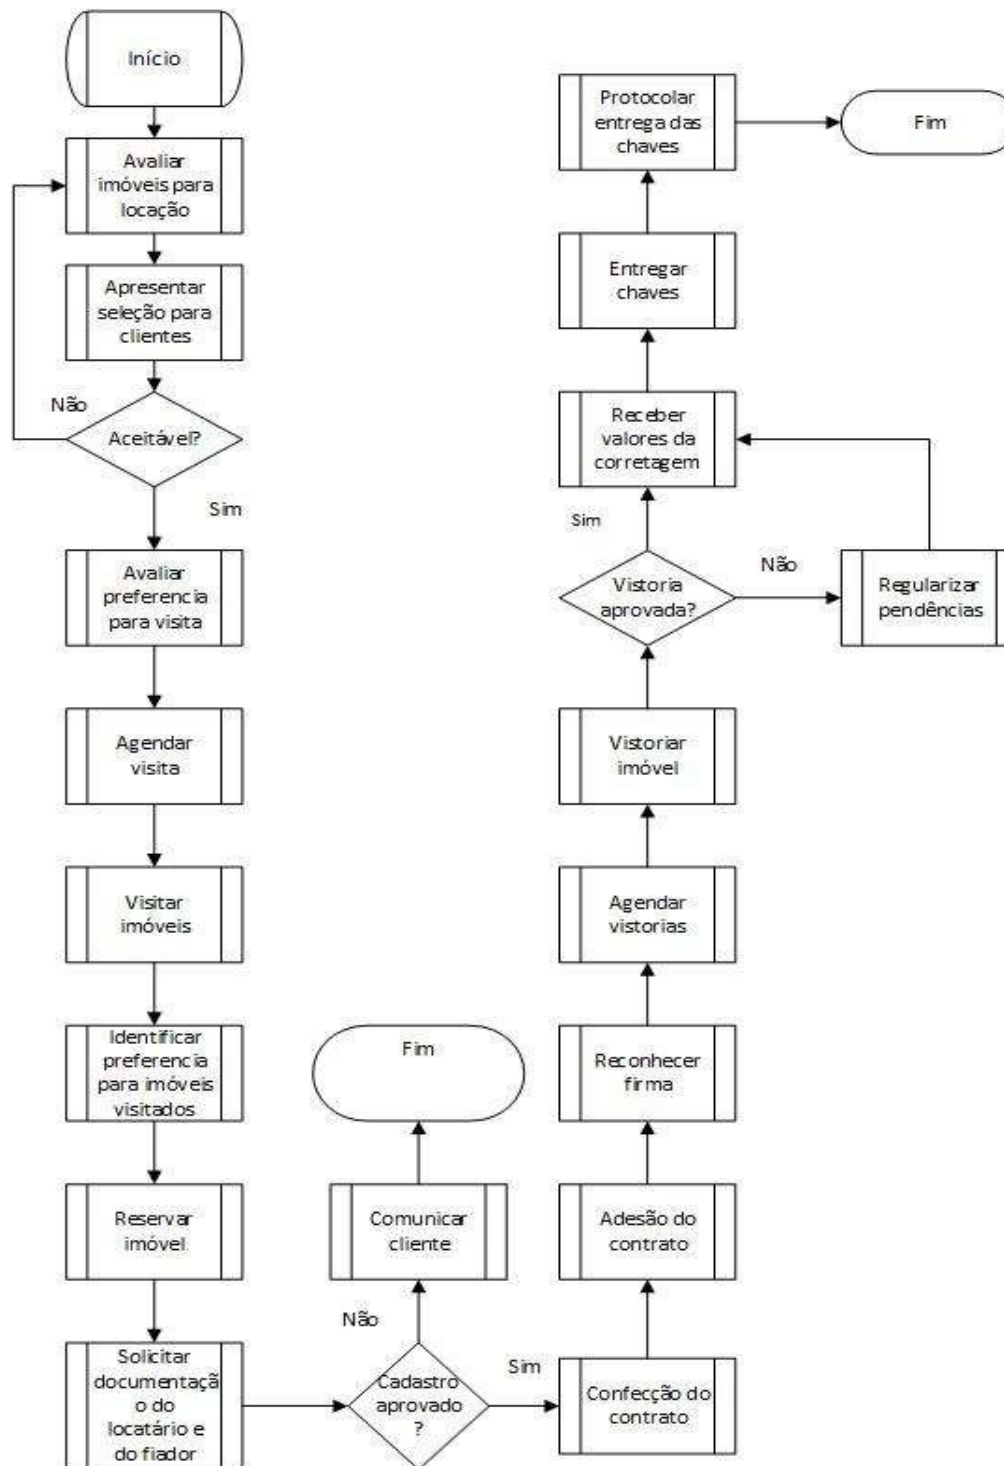 Início
Avaliar
imóveis para
locação
Apresentar
seleção para
clientes
Não
Aceitável?
Sim
Avaliar
preferencia
para visita
Agendar
visita
Visitar
imóveis
Identificar
preferencia
para imóveis
visitados
Reservar
imóvel
Solicitar
documentaçã
o do
locatário e
do fiador
Cadastro
aprovado
?
Não
Comunicar
cliente
Fim
Sim
Confecção do
contrato
Adesão do
contrato
Reconhecer
firma
Agendar
vistorias
Vistoriar
imóvel
Vistoria
aprovada?
Não
Regularizar
pendências
Sim
Receber
valores da
corretagem
Entregar
chaves
Protocolar
entrega das
chaves
Fim